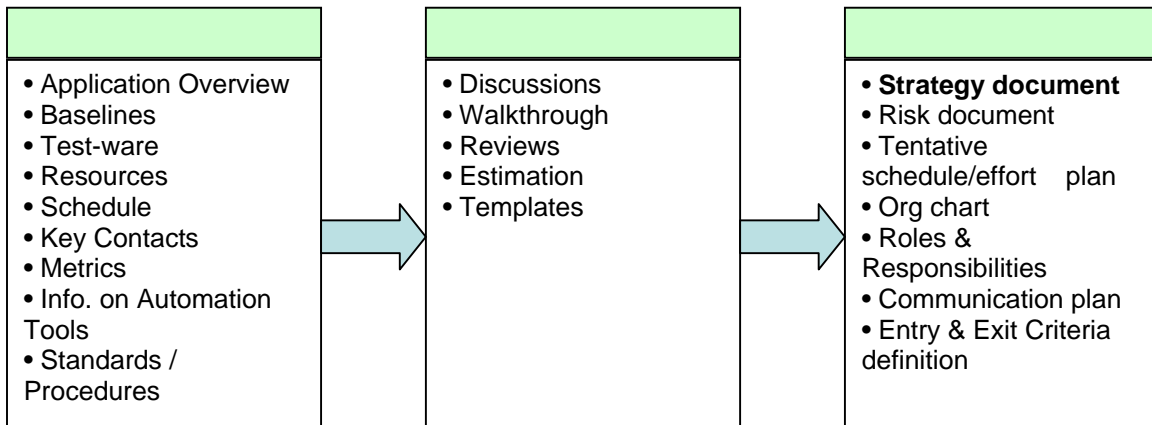 • Application Overview
• Baselines
• Test-ware
• Resources
• Schedule
• Key Contacts
• Metrics
• Info. on Automation
Tools
• Standards /
Procedures
• Discussions
• Walkthrough
• Reviews
• Estimation
• Templates
• Strategy document
• Risk document
• Tentative
schedule/effort plan
• Org chart
• Roles &
Responsibilities
• Communication plan
• Entry & Exit Criteria
definition